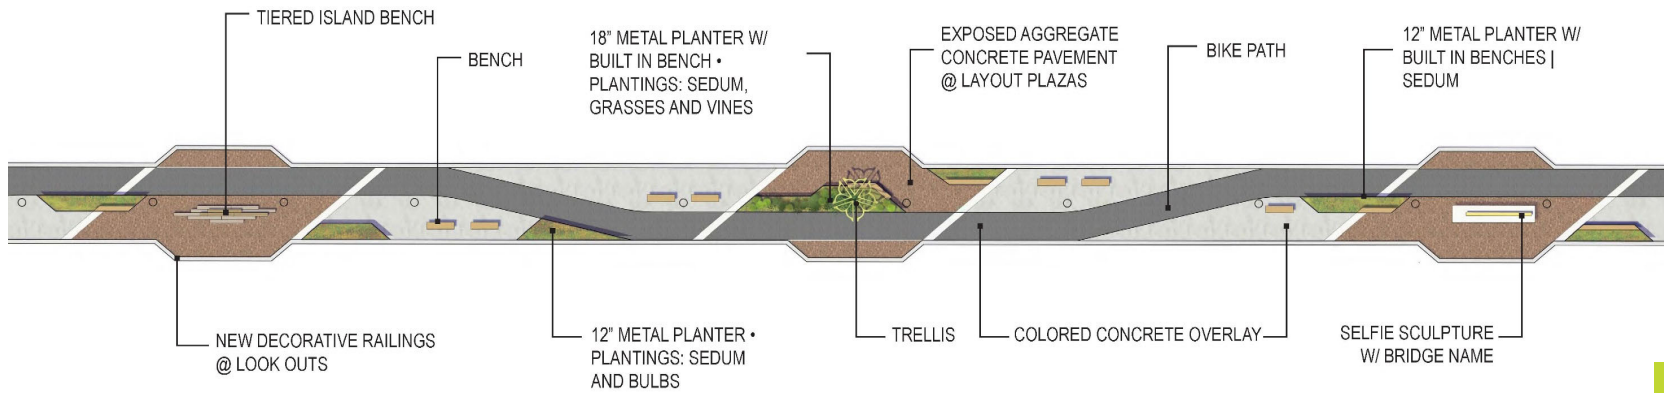 TIERED ISLAND BENCH
BENCH
18” METAL PLANTER W/
BUILT IN BENCH •
PLANTINGS: SEDUM,
GRASSES AND VINES
EXPOSED AGGREGATE
CONCRETE PAVEMENT
@ LAYOUT PLAZAS
BIKE PATH
12” METAL PLANTER W/
BUILT IN BENCHES |
SEDUM
NEW DECORATIVE RAILINGS
@ LOOK OUTS
12” METAL PLANTER •
PLANTINGS: SEDUM
AND BULBS
TRELLIS
COLORED CONCRETE OVERLAY
SELFIE SCULPTURE
W/ BRIDGE NAME